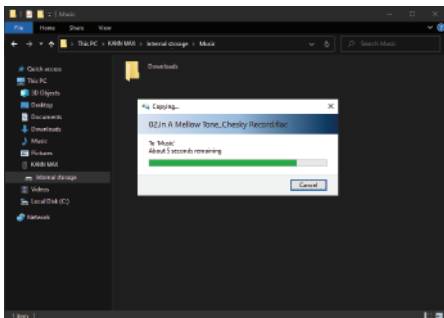 Music
File Home Share View
This PC > KANN MAX > Internal storage > Music
Search Music
Quick access
This PC
3D Objects
Desktop
Documents
Downloads
Music
Pictures
KANN MAX
Internal storage
Videos
Local Disk (C:)
Network
Downloads
Copying...
02.In A Mellow Tone_Chesky Record.flac
To 'Music'
About 5 seconds remaining
Cancel
1 item